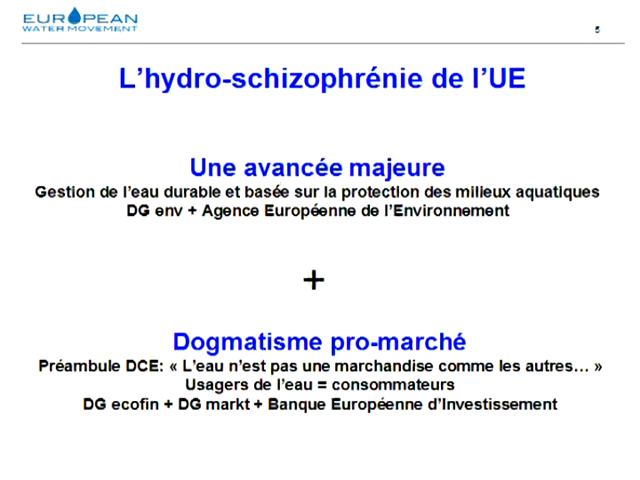 EUROPEAN
WATER MOVEMENT
5
L'hydro-schizophrénie de l'UE
Une avancée majeure
Gestion de l'eau durable et basée sur la protection des milieux aquatiques
DG env + Agence Européenne de l'Environnement
+
Dogmatisme pro-marché
Préambule DCE: « L'eau n'est pas une marchandise comme les autres… »
Usagers de l'eau = consommateurs
DG ecofin + DG markt + Banque Européenne d'Investissement